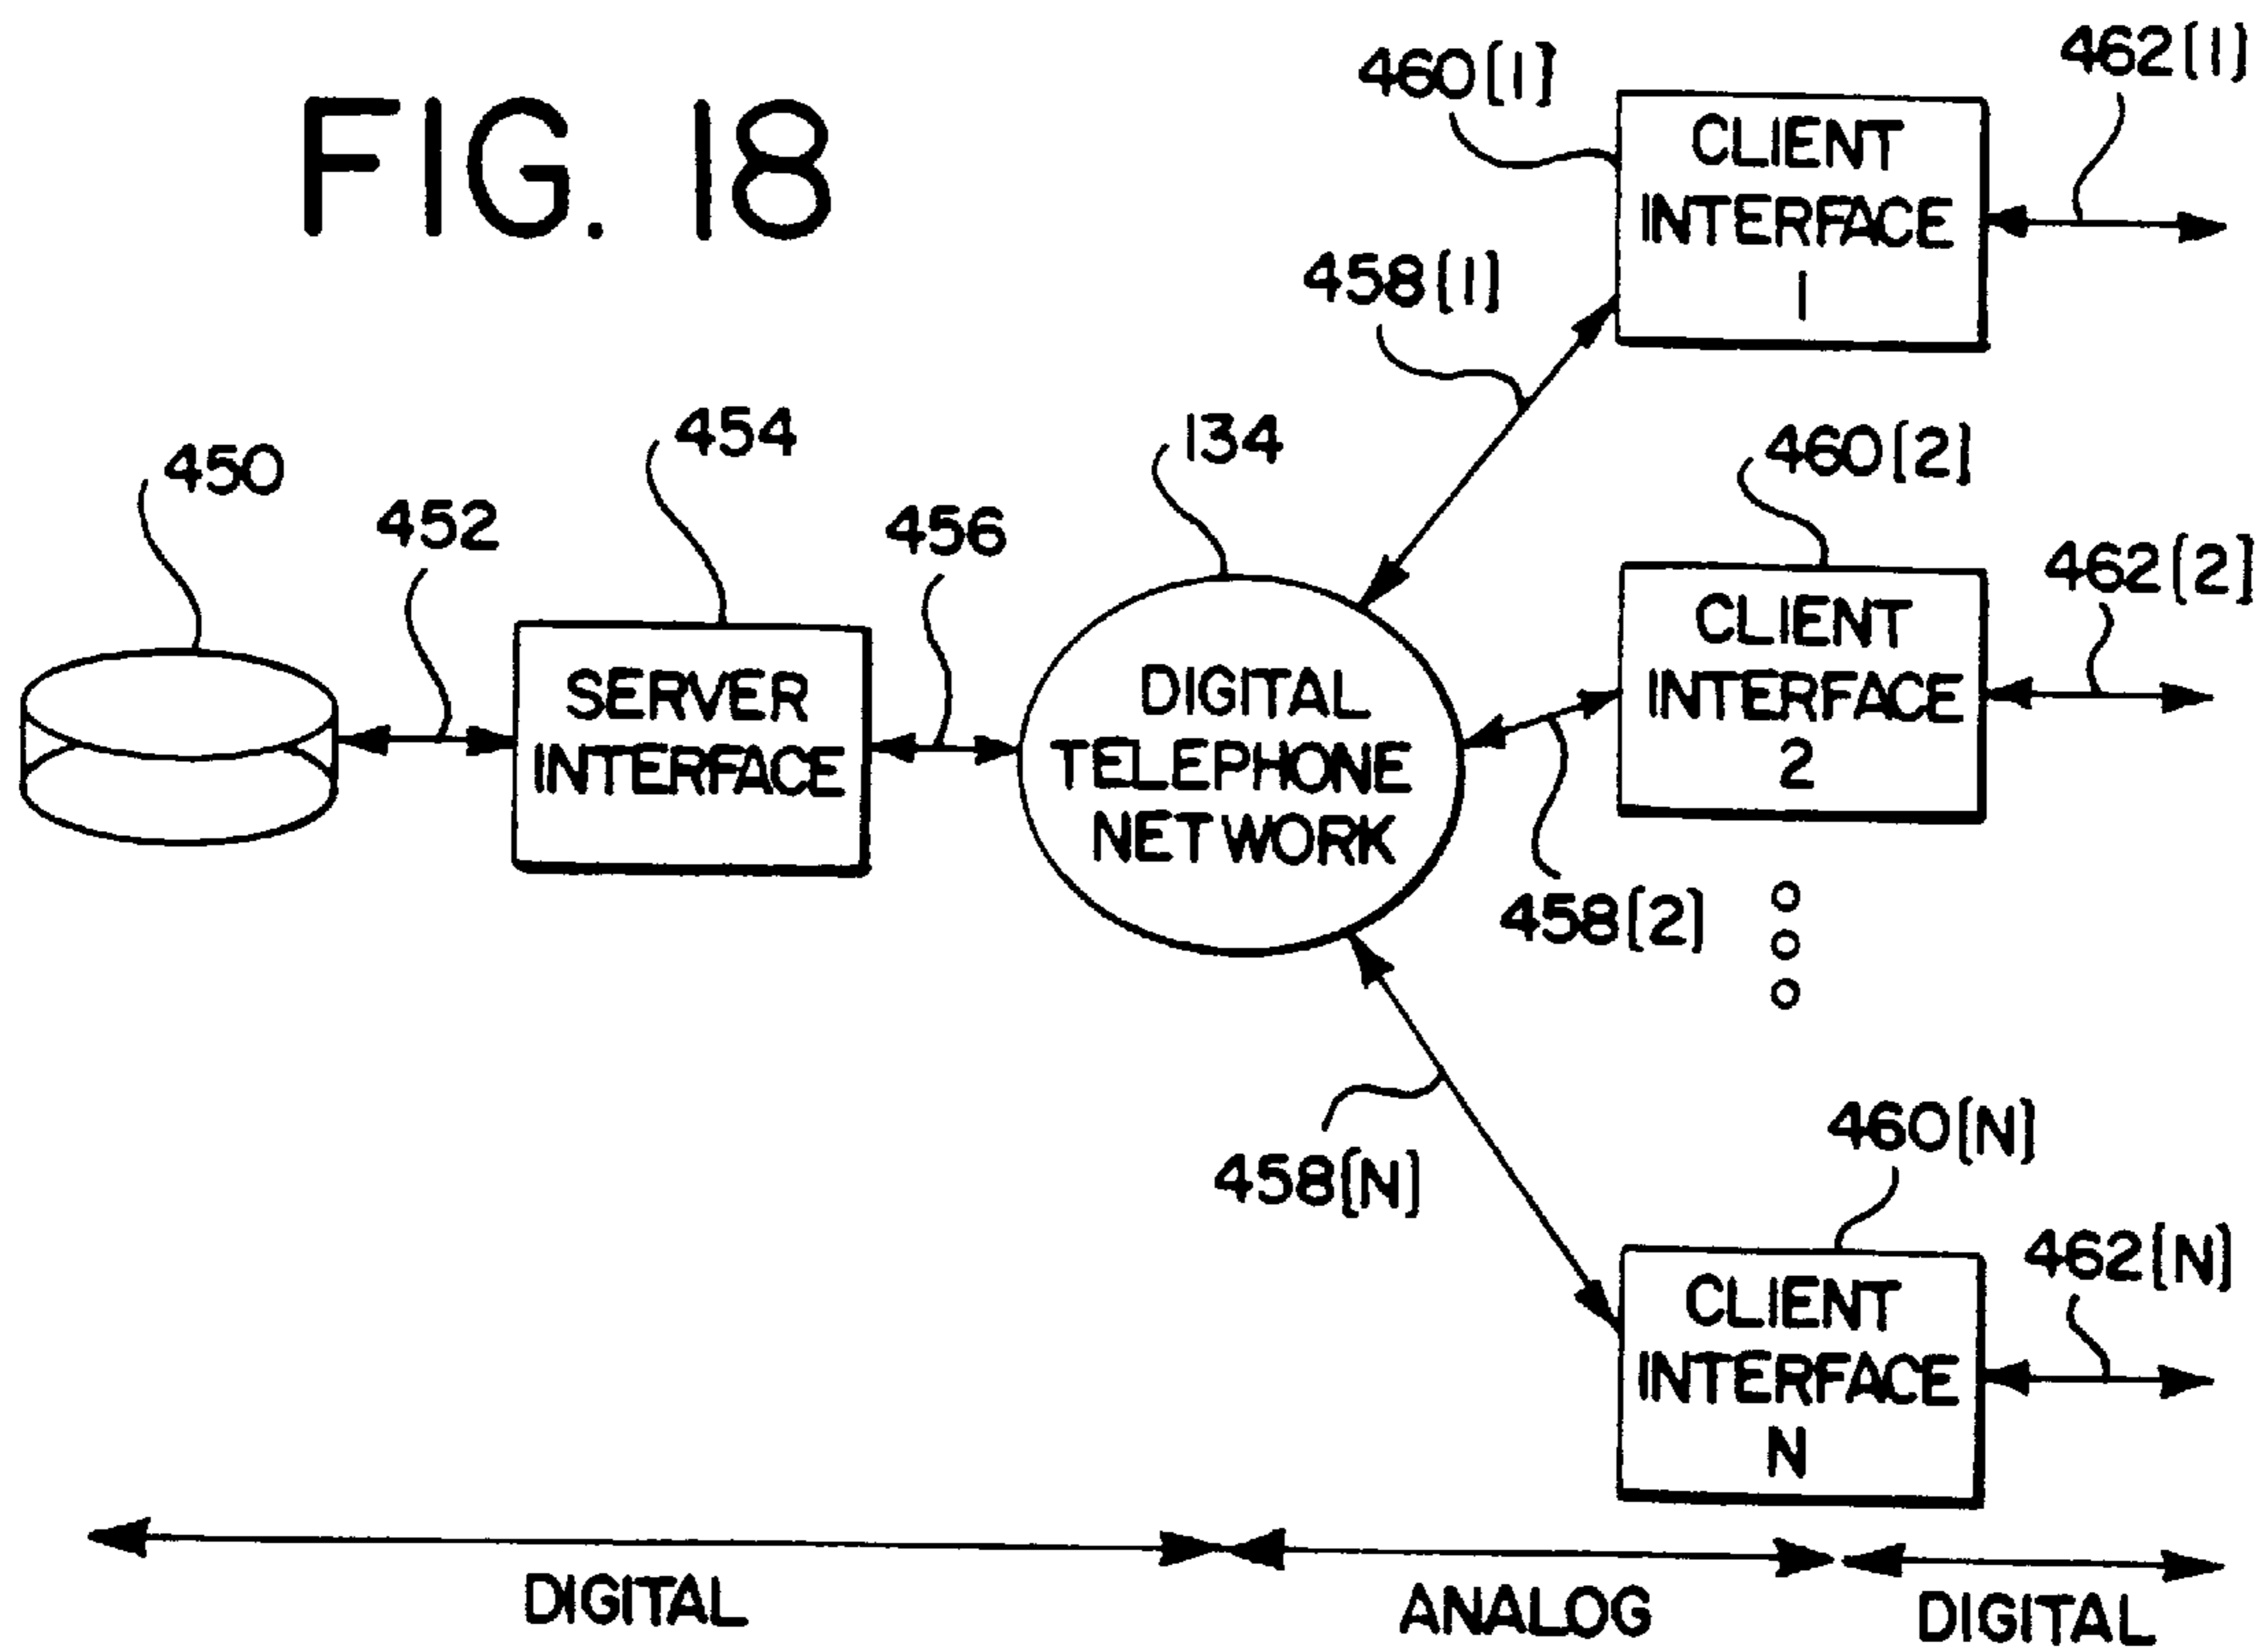 FIG. 18
460[1]
462[1]
CLIENT
INTERFACE
1
458[1]
450
452
454
456
134
460[2]
462[2]
SERVER
INTERFACE
DIGITAL
TELEPHONE
NETWORK
CLIENT
INTERFACE
2
458[2]
458[N]
460[N]
462[N]
CLIENT
INTERFACE
N
DIGITAL
ANALOG
DIGITAL